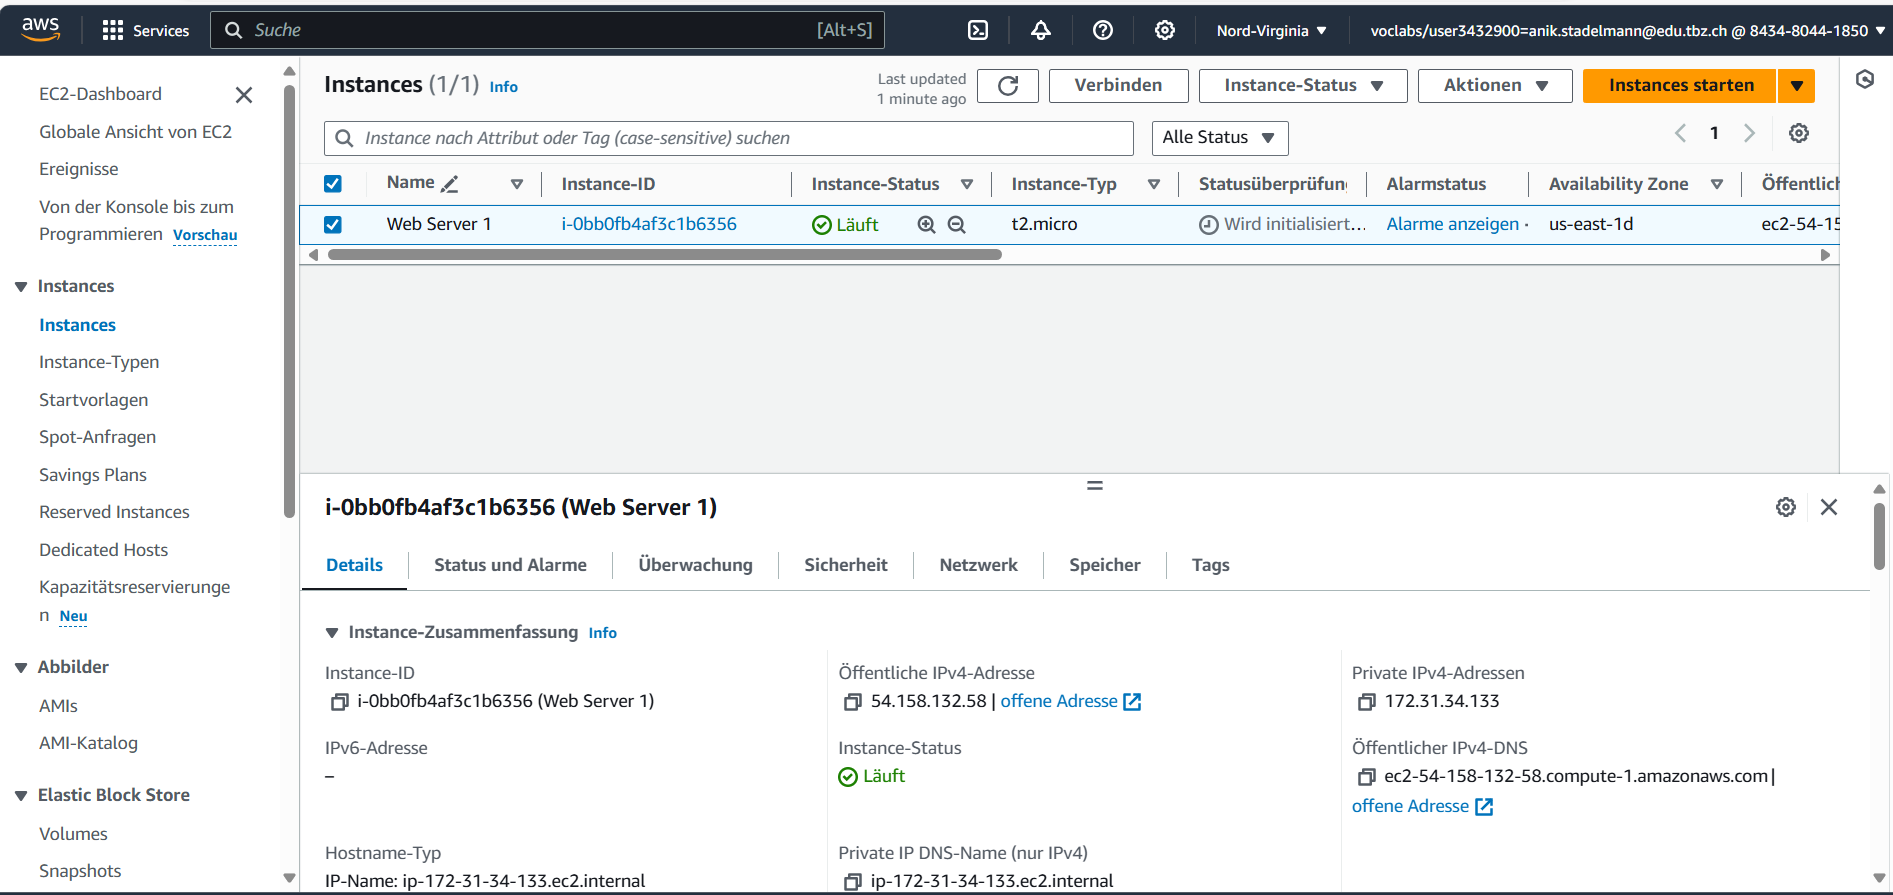 aws
Services
Suche
[Alt+S]
Nord-Virginia
voclabs/user3432900=anik.stadelmann@edu.tbz.ch @ 8434-8044-1850
EC2-Dashboard
Globale Ansicht von EC2
Ereignisse
Von der Konsole bis zum
Programmieren Vorschau
Instances
Instances
Instance-Typen
Startvorlagen
Spot-Anfragen
Savings Plans
Reserved Instances
Dedicated Hosts
Kapazitätsreservierunge
n Neu
Abbilder
AMIs
AMI-Katalog
Elastic Block Store
Volumes
Snapshots
Instances (1/1) Info
Last updated
1 minute ago
Verbinden
Instance-Status
Aktionen
Instances starten
Instance nach Attribut oder Tag (case-sensitive) suchen
Alle Status
1
Name Instance-ID Instance-Status Instance-Typ Statusüberprüfun Alarmstatus Availability Zone Öffentlich
Web Server 1 i-0bb0fb4af3c1b6356 Läuft t2.micro Wird initialisiert… Alarme anzeigen us-east-1d ec2-54-15
i-0bb0fb4af3c1b6356 (Web Server 1)
Details Status und Alarme Überwachung Sicherheit Netzwerk Speicher Tags
Instance-Zusammenfassung Info
Instance-ID
i-0bb0fb4af3c1b6356 (Web Server 1)
Öffentliche IPv4-Adresse
54.158.132.58 | offene Adresse
Private IPv4-Adressen
172.31.34.133
IPv6-Adresse
–
Instance-Status
Läuft
Öffentlicher IPv4-DNS
ec2-54-158-132-58.compute-1.amazonaws.com |
offene Adresse
Hostname-Typ
IP-Name: ip-172-31-34-133.ec2.internal
Private IP DNS-Name (nur IPv4)
ip-172-31-34-133.ec2.internal